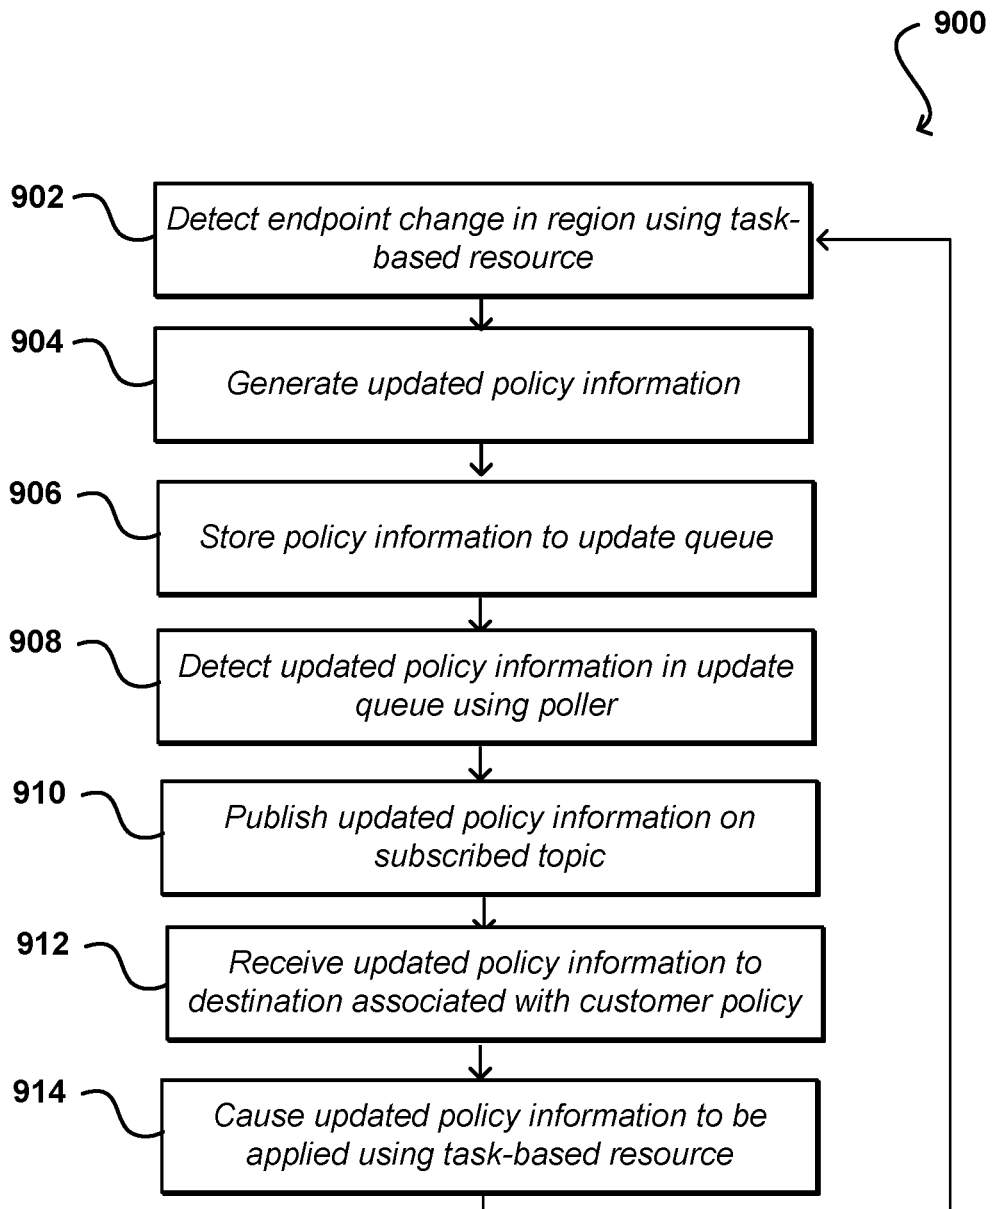 900
902
Detect endpoint change in region using task-
based resource
904
Generate updated policy information
906
Store policy information to update queue
908
Detect updated policy information in update
queue using poller
910
Publish updated policy information on
subscribed topic
912
Receive updated policy information to
destination associated with customer policy
914
Cause updated policy information to be
applied using task-based resource